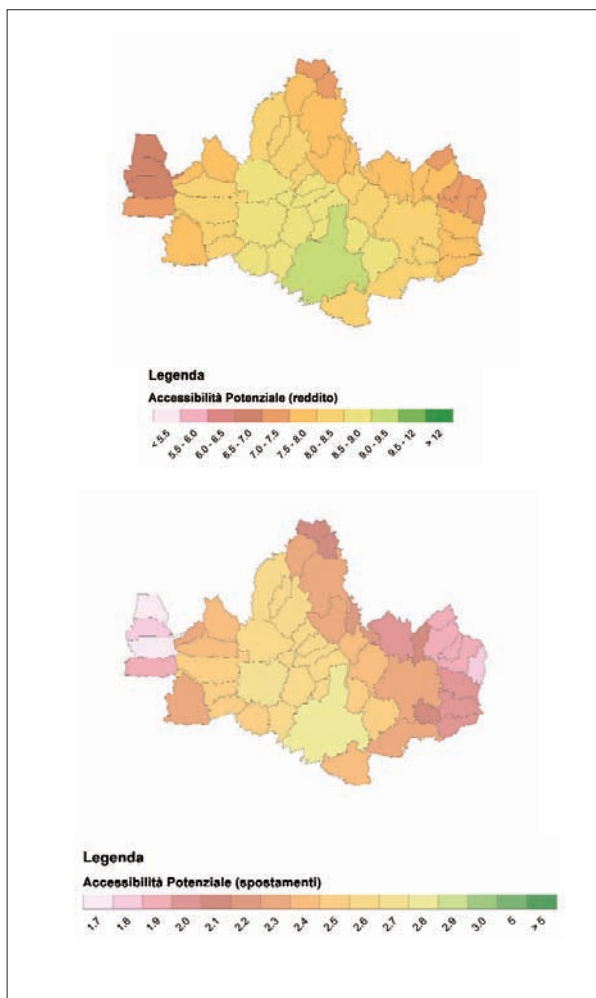 Legenda
Accessibilità Potenziale (reddito)
< 5.5 5.5 - 6.0 6.0 - 6.5 6.5 - 7.0 7.0 - 7.5 7.5 - 8.0 8.0 - 8.5 8.5 - 9.0 9.0 - 9.5 9.5 - 12 > 12
Legenda
Accessibilità Potenziale (spostamenti)
1.7 1.8 1.9 2.0 2.1 2.2 2.3 2.4 2.5 2.6 2.7 2.8 2.9 3.0 5 > 5